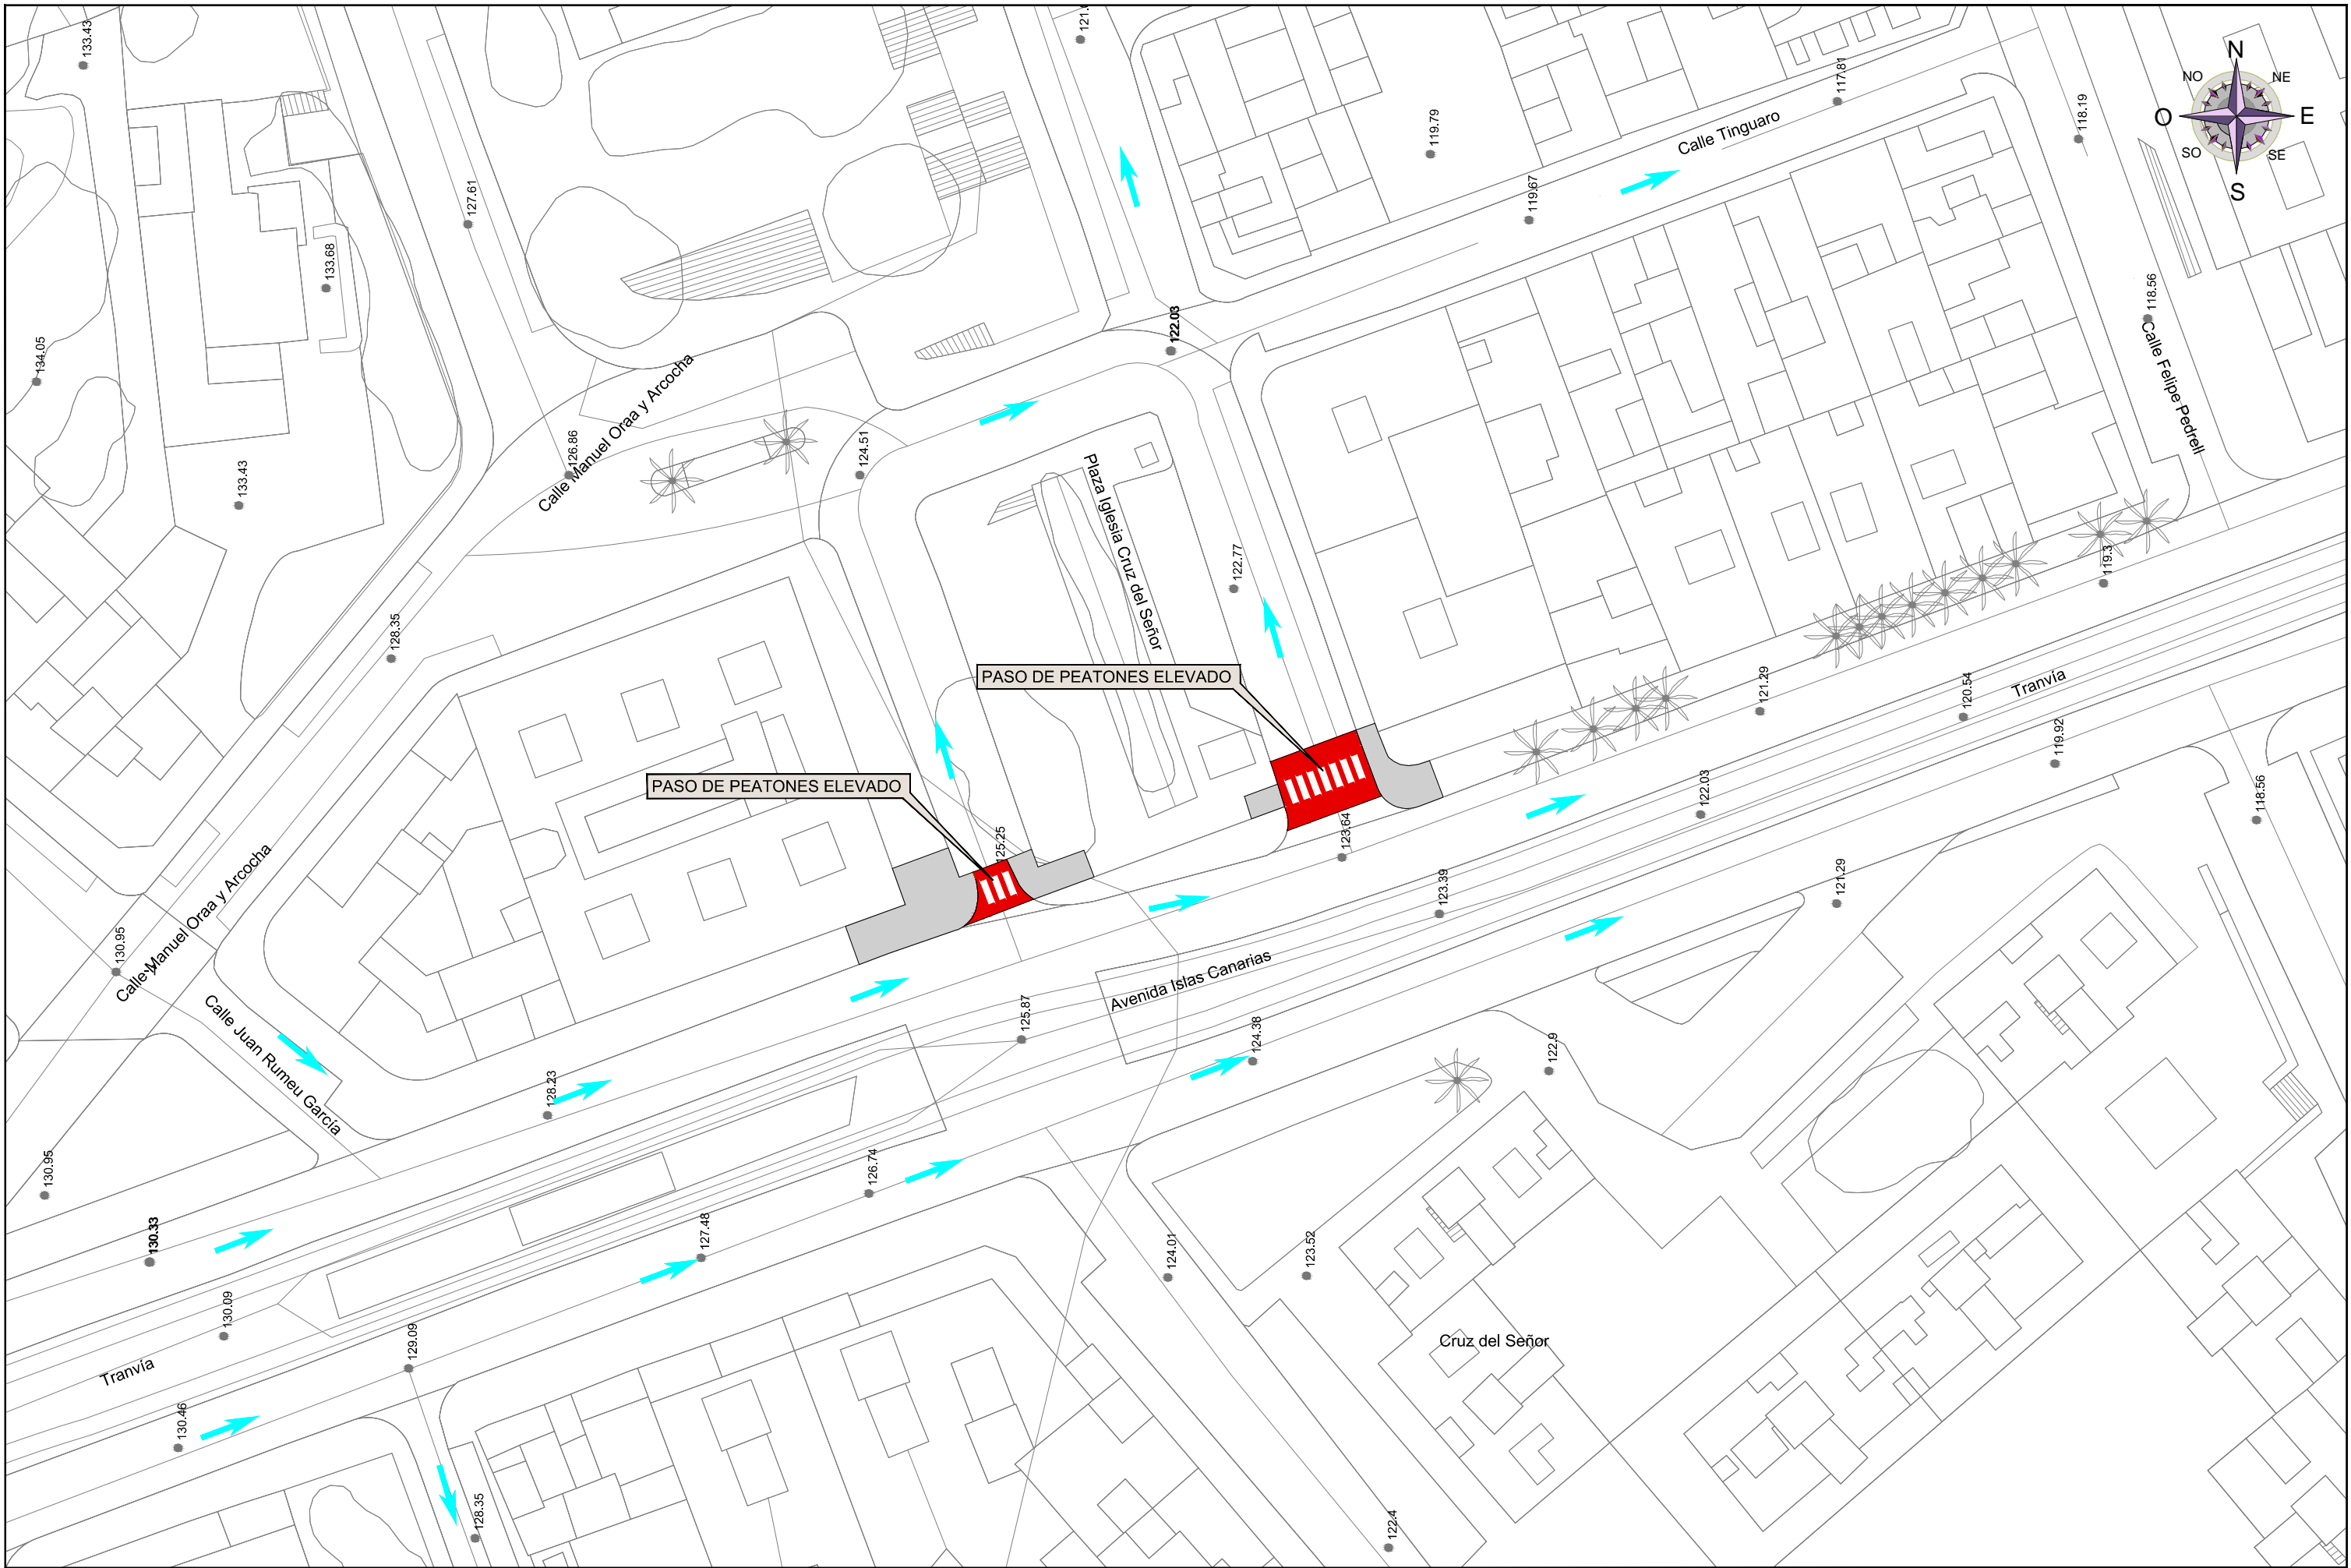 133.43
121.
N
NO
NE
O
E
SO
SE
S
117.81
118.19
119.79
Calle Tinguaro
127.61
119.67
133.68
118.56
122.03
134.05
Calle Manuel Oraa y Arcocha
Calle Felipe Pedrell
126.86
124.51
133.43
Plaza Iglesia Cruz del Señor
122.77
119.3
128.35
PASO DE PEATONES ELEVADO
121.29
120.54
Tranvía
119.92
PASO DE PEATONES ELEVADO
122.03
118.56
125.25
123.64
121.29
123.39
Calle Manuel Oraa y Arcocha
130.95
Avenida Islas Canarias
125.87
124.38
122.9
Calle Juan Rumeu García
128.23
130.95
126.74
130.33
127.48
124.01
123.52
130.09
129.09
Cruz del Señor
Tranvía
130.46
128.35
122.4